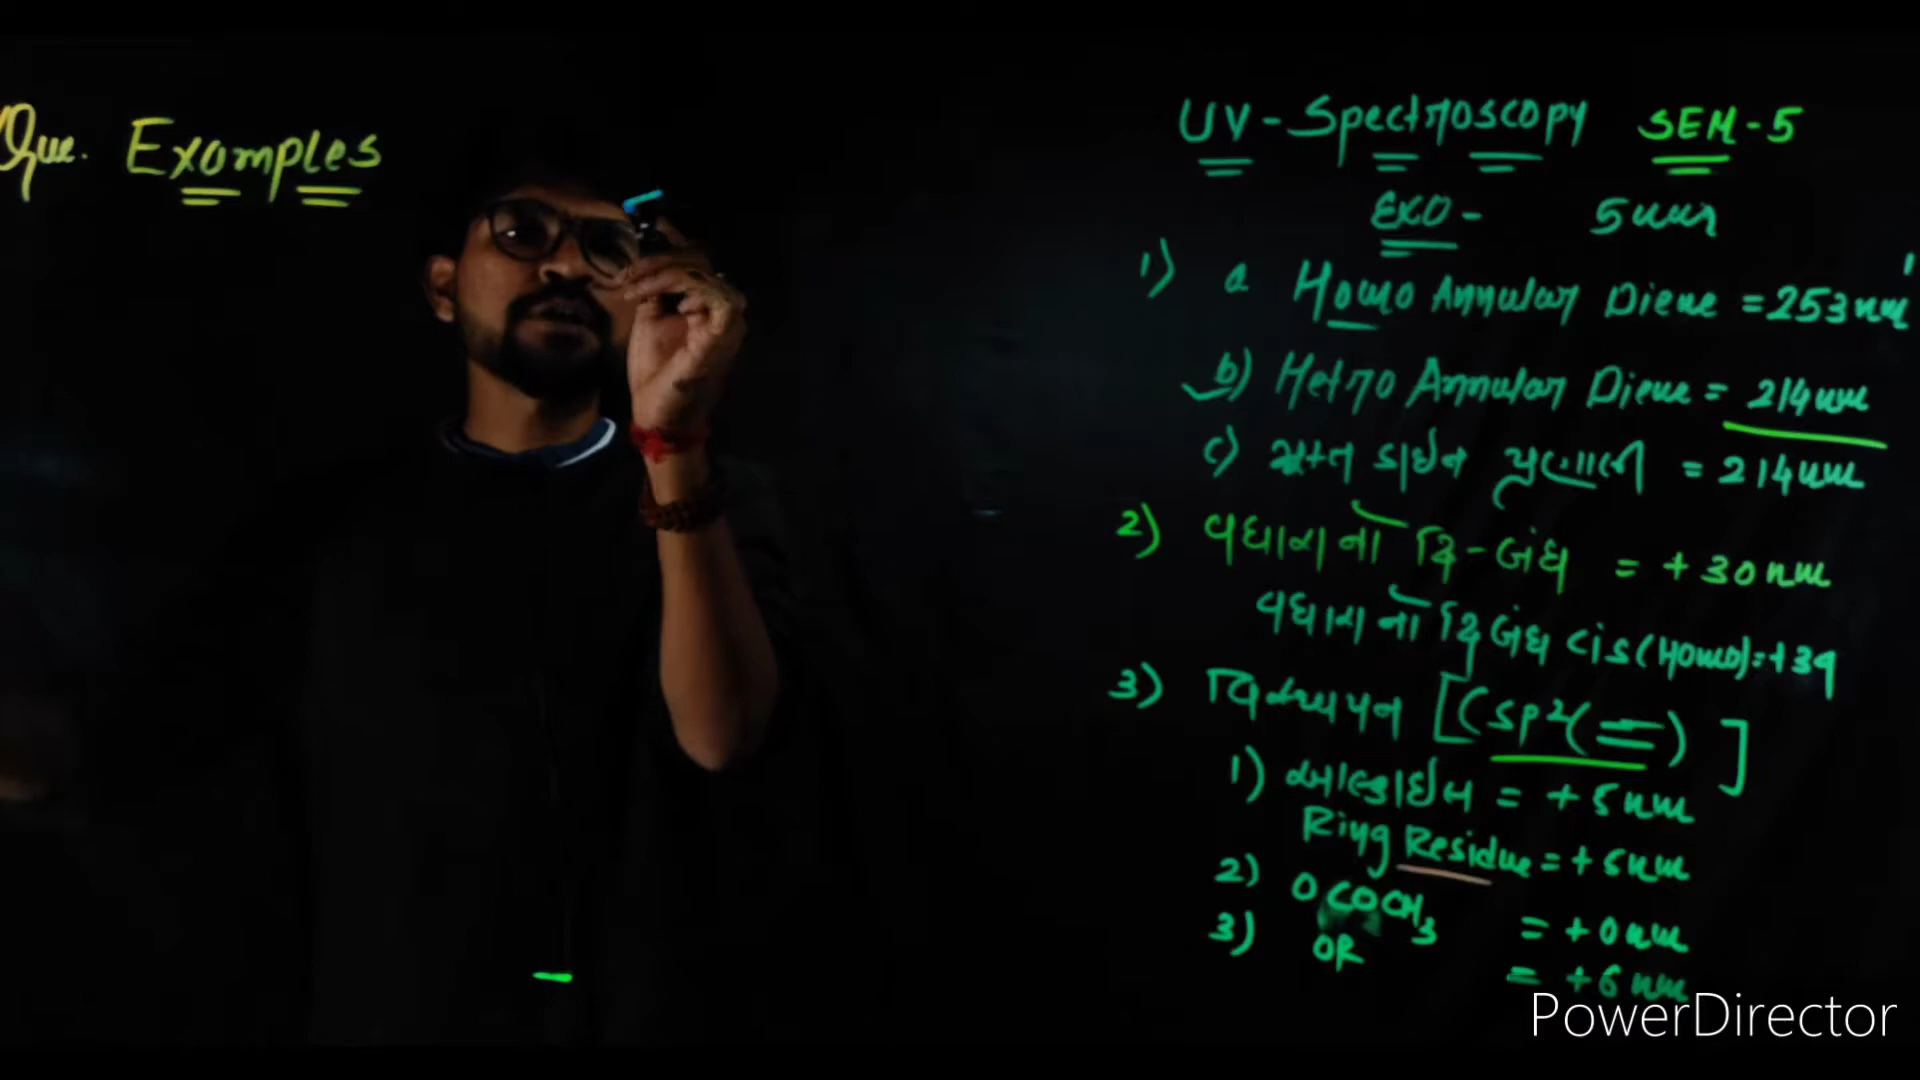 Que. Examples
UV-Spectroscopy SEM-5
EXO - 5nm
1) a Homo Annular Diene = 253nm
b) Hetro Annular Diene = 214nm
c) = 214nm
2) વધારાનો દ્વિ-બંધ = +30nm
વધારાનો દ્વિબંધ cis(Homo)=+39
3) વિસ્થાપન [(SP²(=)]
1) આલ્કાઈલ = +5nm
Ring Residue = +5nm
2) OCOCH₃ = +0nm
3) OR = +6nm
PowerDirector